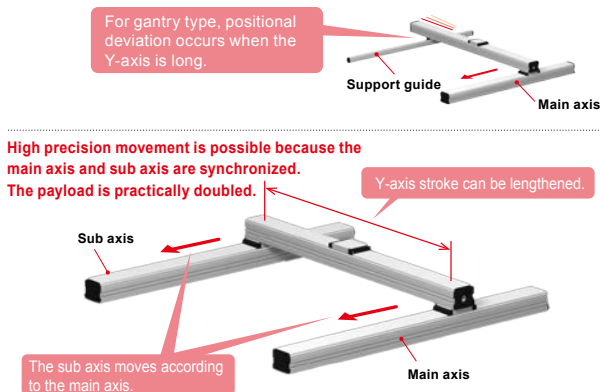 For gantry type, positional
deviation occurs when the
Y-axis is long.
Support guide
Main axis
High precision movement is possible because the
main axis and sub axis are synchronized.
The payload is practically doubled.
Y-axis stroke can be lengthened.
Sub axis
The sub axis moves according
to the main axis.
Main axis